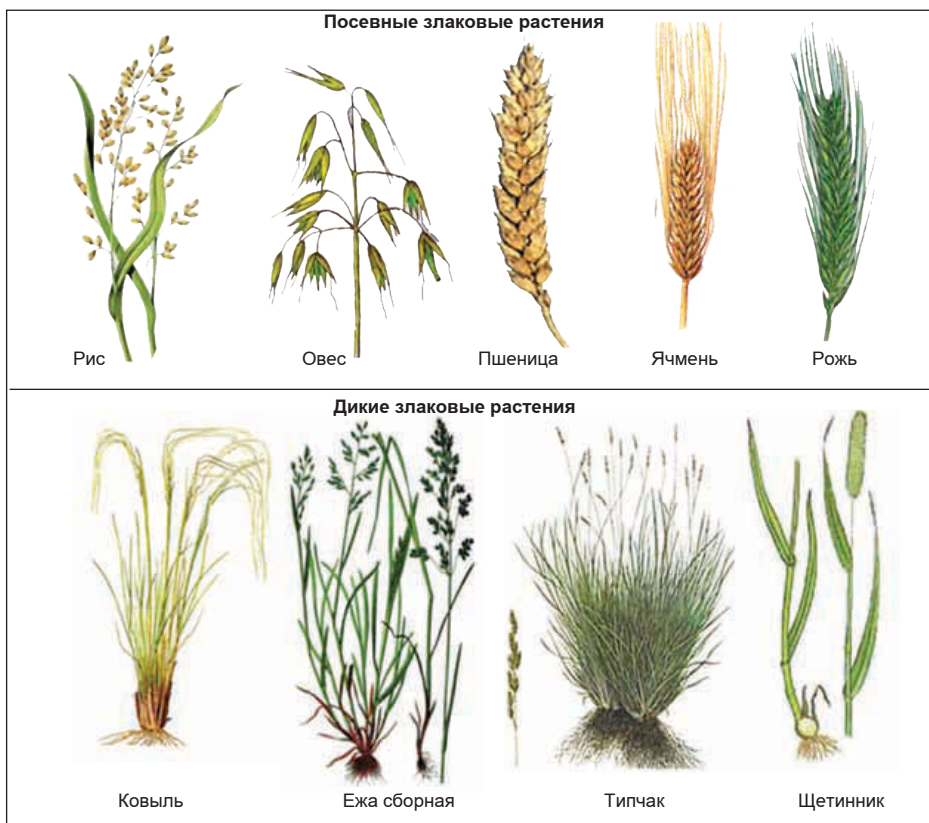 Посевные злаковые растения
Рис Овес Пшеница Ячмень Рожь
Дикие злаковые растения
Ковыль Ежа сборная Типчак Щетинник